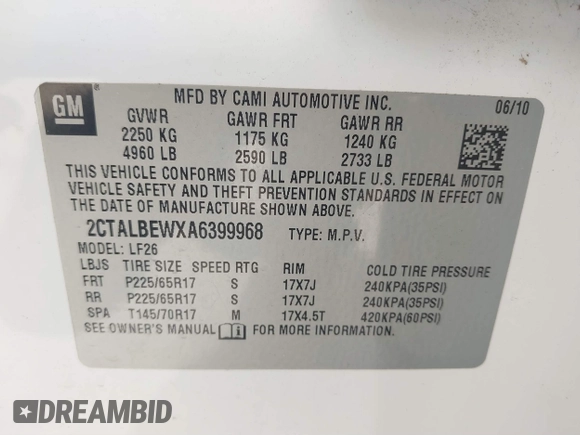 GM
MFD BY CAMI AUTOMOTIVE INC. 06/10
GVWR GAWR FRT GAWR RR
2250 KG 1175 KG 1240 KG
4960 LB 2590 LB 2733 LB
THIS VEHICLE CONFORMS TO ALL APPLICABLE U.S. FEDERAL MOTOR
VEHICLE SAFETY AND THEFT PREVENTION STANDARDS IN EFFECT ON
THE DATE OF MANUFACTURE SHOWN ABOVE.
2CTALBEWXA6399968 TYPE: M.P.V.
MODEL: LF26
LBJS TIRE SIZE SPEED RTG RIM COLD TIRE PRESSURE
FRT P225/65R17 S 17X7J 240KPA(35PSI)
RR P225/65R17 S 17X7J 240KPA(35PSI)
SPA T145/70R17 M 17X4.5T 420KPA(60PSI)
SEE OWNER'S MANUAL FOR MORE INFORMATION.
DREAMBID